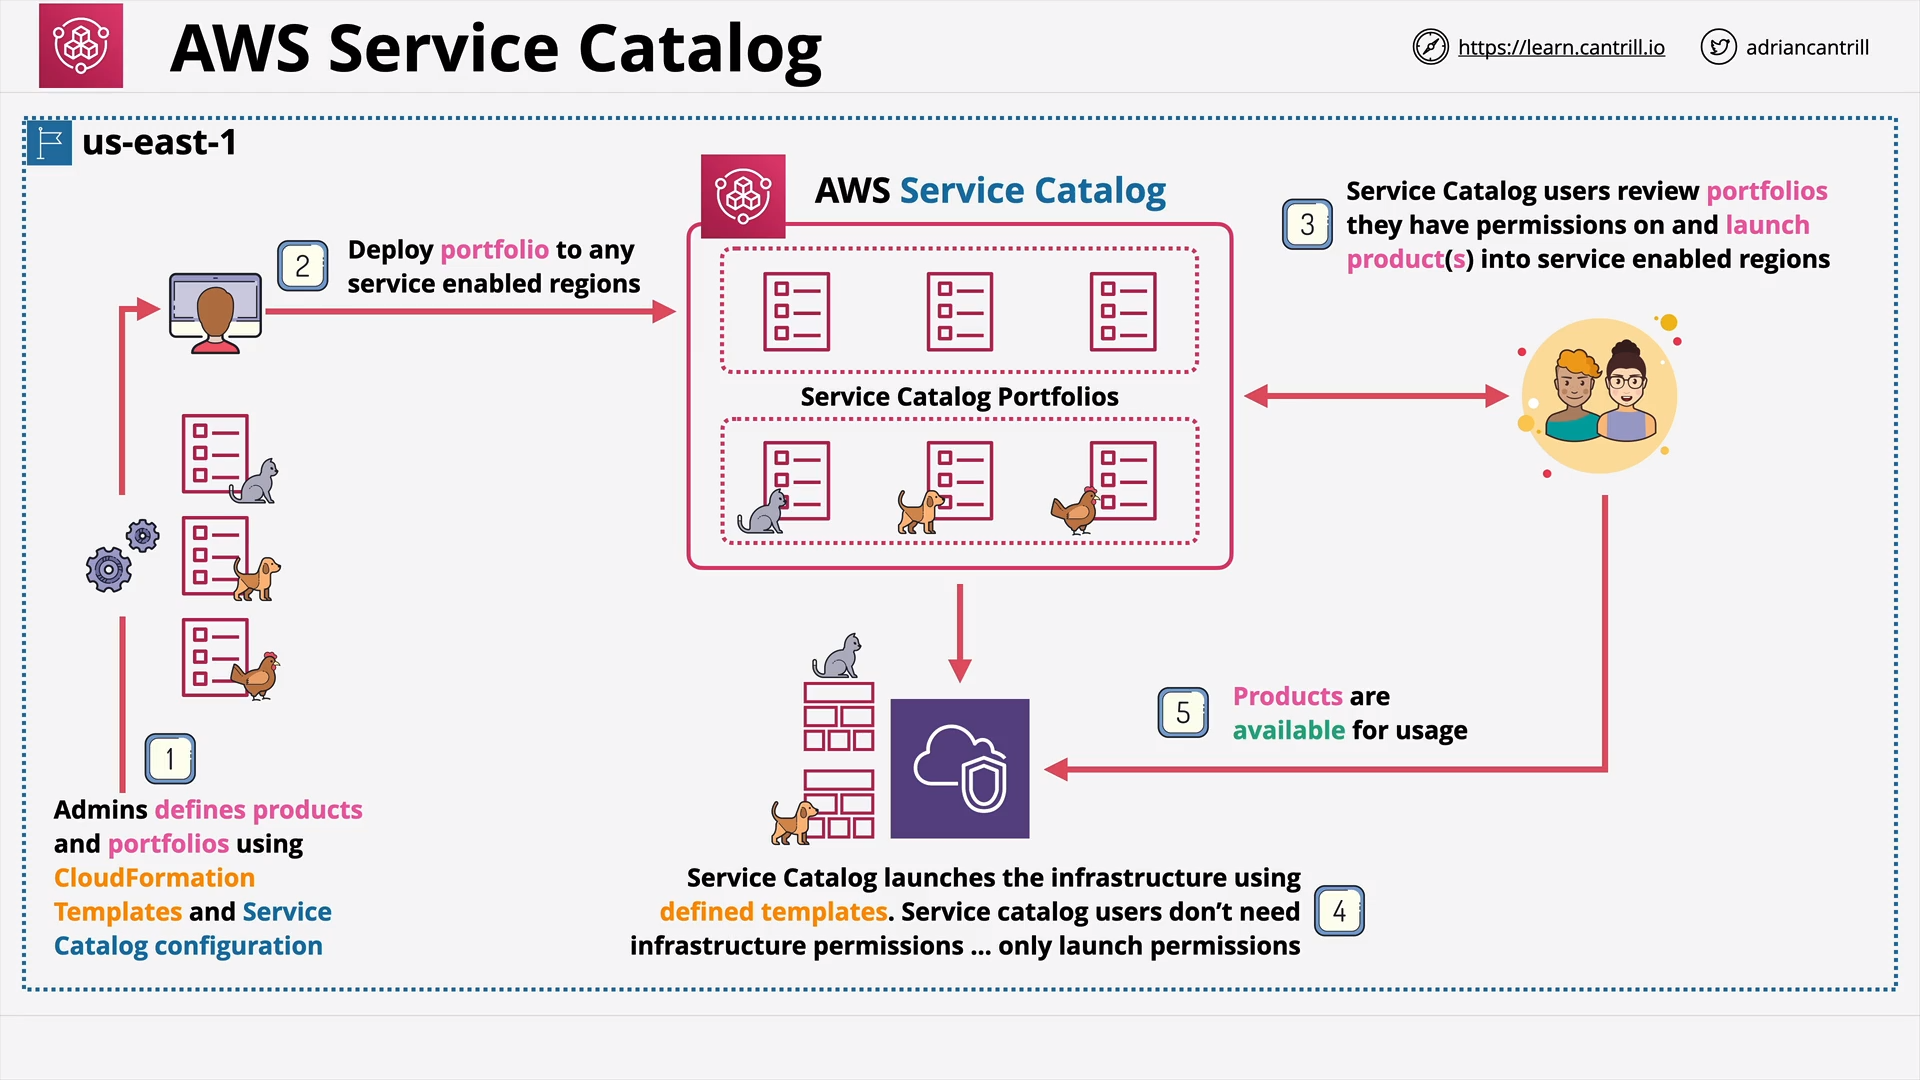 AWS Service Catalog
https://learn.cantrill.io
adriancantrill
us-east-1
AWS Service Catalog
2
Deploy portfolio to any
service enabled regions
3
Service Catalog users review portfolios
they have permissions on and launch
product(s) into service enabled regions
Service Catalog Portfolios
1
Admins defines products
and portfolios using
CloudFormation
Templates and Service
Catalog configuration
5
Products are
available for usage
Service Catalog launches the infrastructure using
defined templates. Service catalog users don’t need
infrastructure permissions ... only launch permissions
4